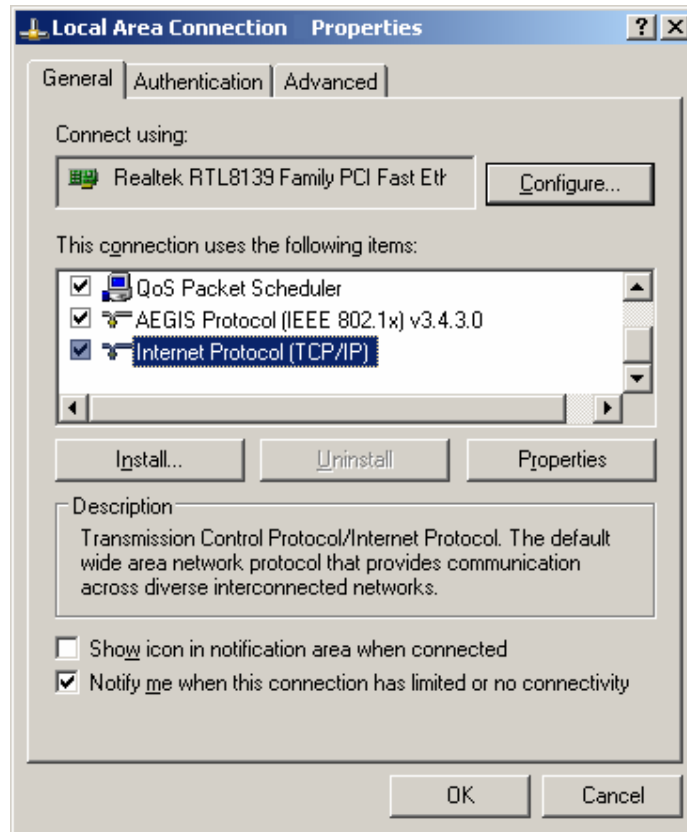 Local Area Connection Properties
General Authentication Advanced
Connect using:
Realtek RTL8139 Family PCI Fast Eth
Configure...
This connection uses the following items:
QoS Packet Scheduler
AEGIS Protocol (IEEE 802.1x) v3.4.3.0
Internet Protocol (TCP/IP)
Install... Uninstall Properties
Description
Transmission Control Protocol/Internet Protocol. The default
wide area network protocol that provides communication
across diverse interconnected networks.
Show icon in notification area when connected
Notify me when this connection has limited or no connectivity
OK Cancel